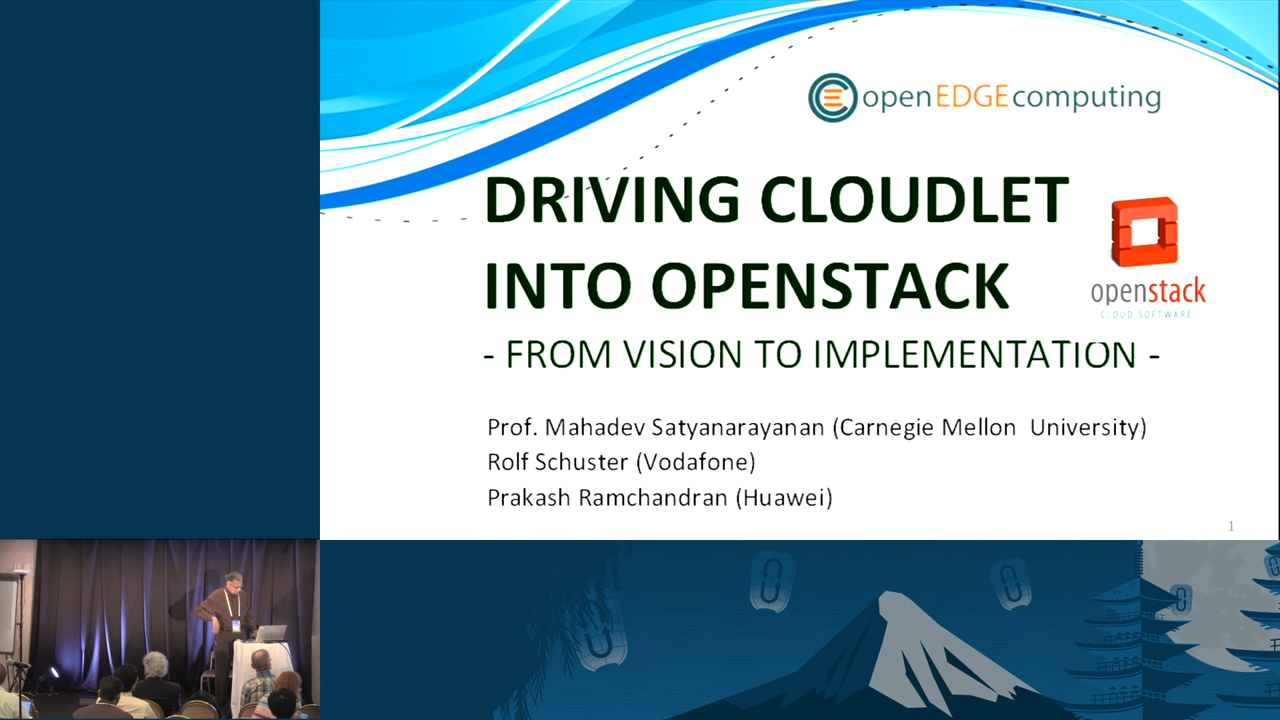 openEDGEcomputing
DRIVING CLOUDLET
INTO OPENSTACK
openstack
CLOUD SOFTWARE
- FROM VISION TO IMPLEMENTATION -
Prof. Mahadev Satyanarayanan (Carnegie Mellon University)
Rolf Schuster (Vodafone)
Prakash Ramchandran (Huawei)
1